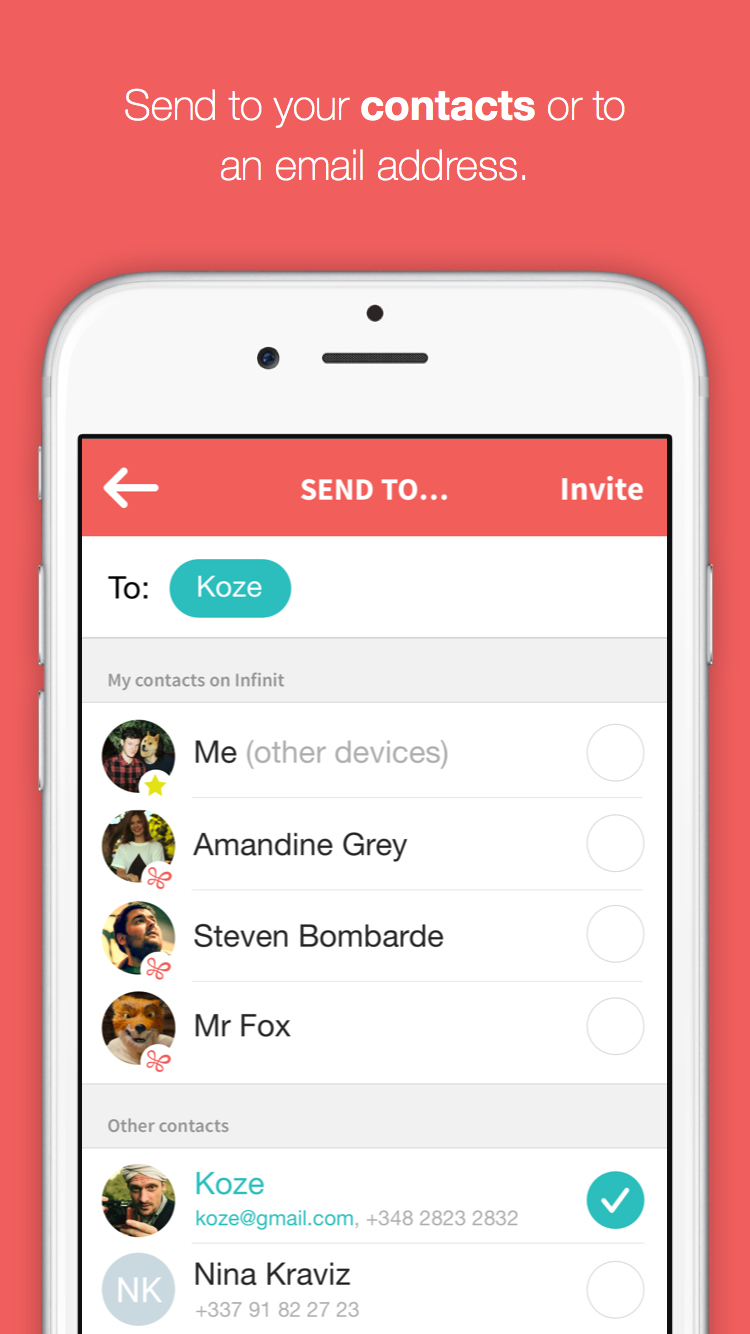 Send to your contacts or to
an email address.
SEND TO...
Invite
To: Koze
My contacts on Infinit
Me (other devices)
Amandine Grey
Steven Bombarde
Mr Fox
Other contacts
Koze
koze@gmail.com, +348 2823 2832
NK
Nina Kraviz
+337 91 82 27 23